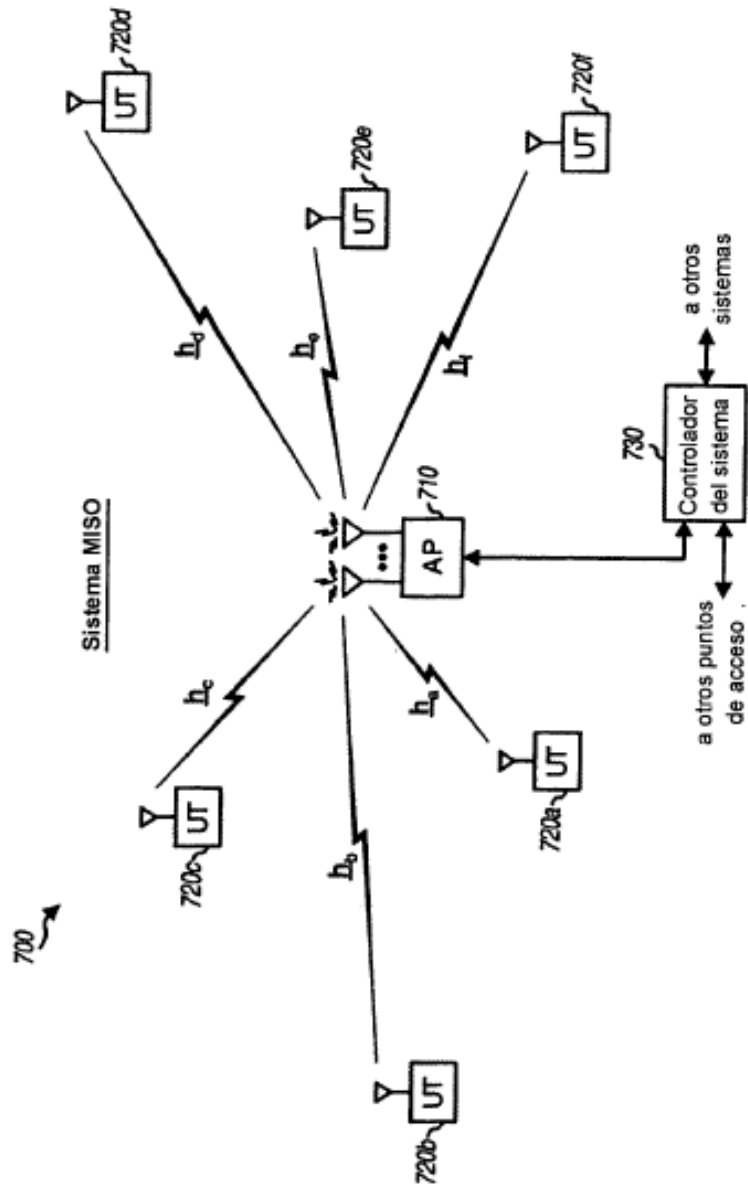 Sistema MISO
700
720d
UT
h_d
720c
UT
h_c
720e
UT
h_e
h_b
h_a
h_f
720f
UT
AP
710
720b
UT
720a
UT
730
Controlador
del sistema
a otros
sistemas
a otros puntos
de acceso